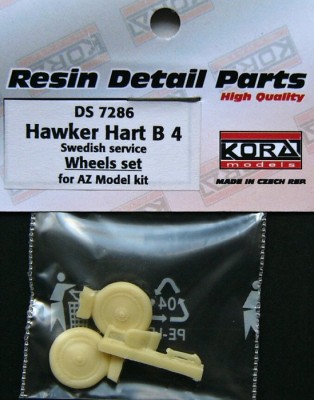 Resin Detail Parts
High Quality
DS 7286
Hawker Hart B 4
Swedish service
Wheels set
for AZ Model kit
KORA
models
MADE IN CZECH REP.
04